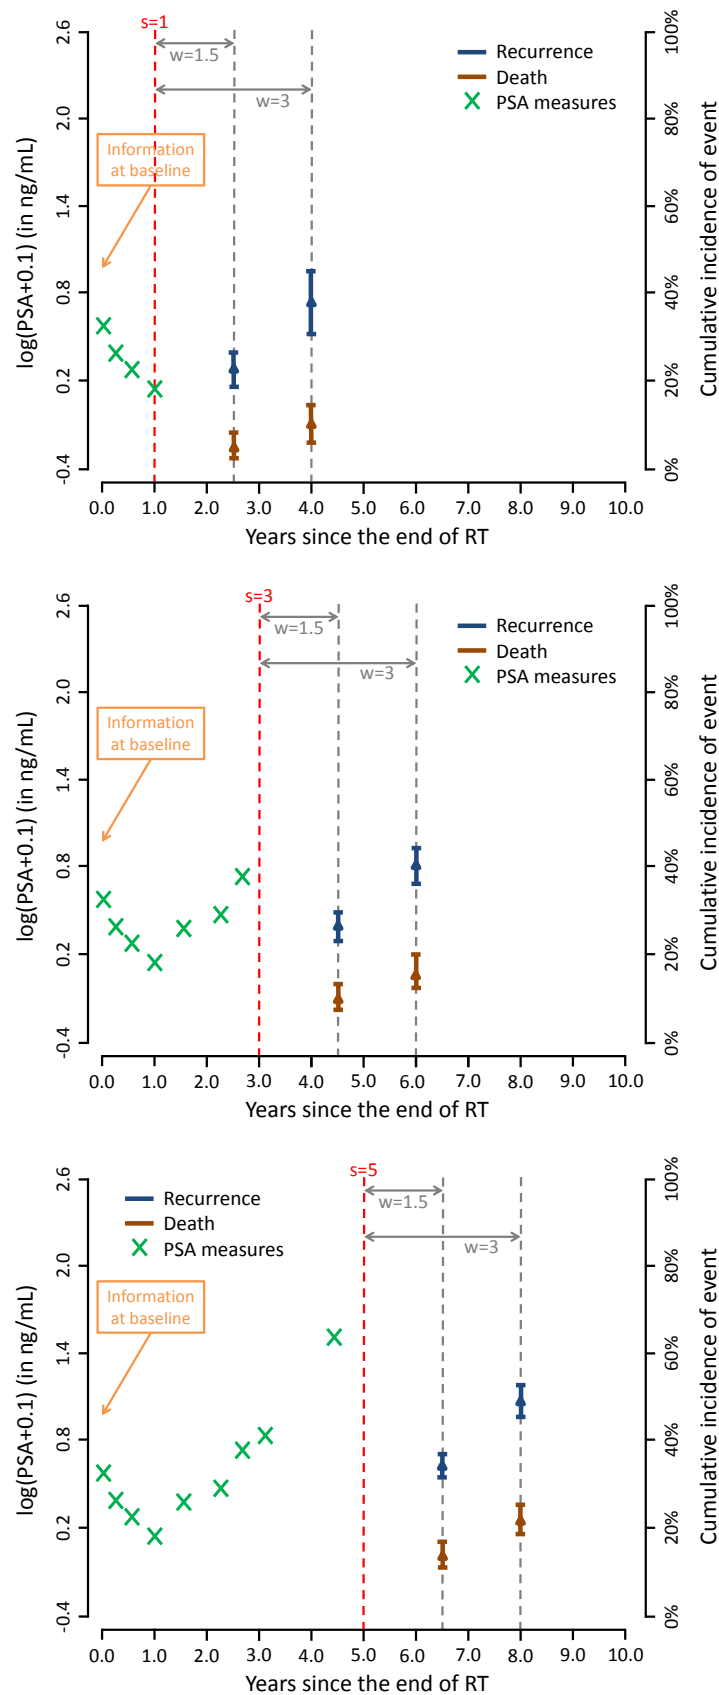 s=1
w=1.5
w=3
Recurrence
Death
PSA measures
Information
at baseline
log(PSA+0.1) (in ng/mL)
2.6
2.0
1.4
0.8
0.2
-0.4
Cumulative incidence of event
100%
80%
60%
40%
20%
0%
0.0 1.0 2.0 3.0 4.0 5.0 6.0 7.0 8.0 9.0 10.0
Years since the end of RT
s=3
w=1.5
w=3
Recurrence
Death
PSA measures
Information
at baseline
log(PSA+0.1) (in ng/mL)
2.6
2.0
1.4
0.8
0.2
-0.4
Cumulative incidence of event
100%
80%
60%
40%
20%
0%
0.0 1.0 2.0 3.0 4.0 5.0 6.0 7.0 8.0 9.0 10.0
Years since the end of RT
s=5
w=1.5
w=3
Recurrence
Death
PSA measures
Information
at baseline
log(PSA+0.1) (in ng/mL)
2.6
2.0
1.4
0.8
0.2
-0.4
Cumulative incidence of event
100%
80%
60%
40%
20%
0%
0.0 1.0 2.0 3.0 4.0 5.0 6.0 7.0 8.0 9.0 10.0
Years since the end of RT